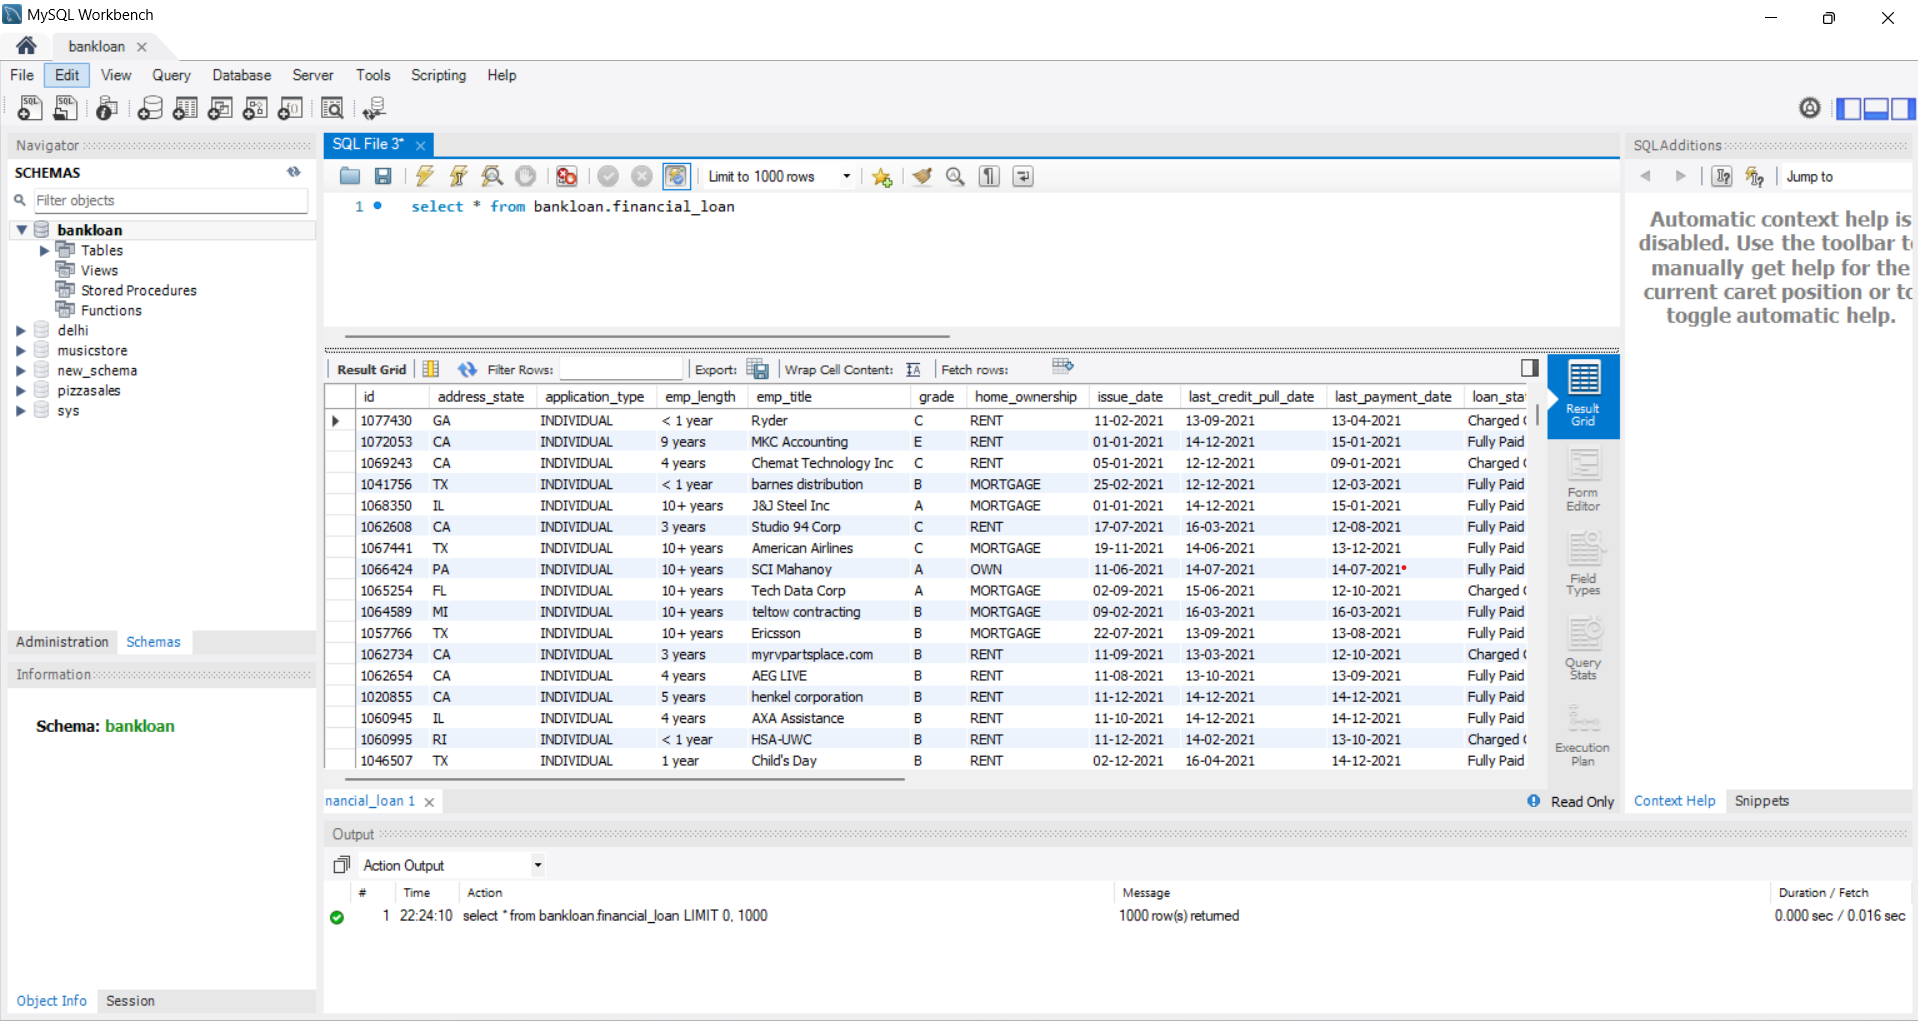 MySQL Workbench
bankloan
File Edit View Query Database Server Tools Scripting Help
Navigator
SCHEMAS
Filter objects
bankloan
Tables
Views
Stored Procedures
Functions
delhi
musicstore
new_schema
pizzasales
sys
Administration Schemas
Information
Schema: bankloan
Object Info Session
SQL File 3*
Limit to 1000 rows
1 select * from bankloan.financial_loan
Result Grid Filter Rows: Export: Wrap Cell Content: Fetch rows:
id address_state application_type emp_length emp_title grade home_ownership issue_date last_credit_pull_date last_payment_date loan_sta
1077430 GA INDIVIDUAL < 1 year Ryder C RENT 11-02-2021 13-09-2021 13-04-2021 Charged
1072053 CA INDIVIDUAL 9 years MKC Accounting E RENT 01-01-2021 14-12-2021 15-01-2021 Fully Paid
1069243 CA INDIVIDUAL 4 years Chemat Technology Inc C RENT 05-01-2021 12-12-2021 09-01-2021 Charged
1041756 TX INDIVIDUAL < 1 year barnes distribution B MORTGAGE 25-02-2021 12-12-2021 12-03-2021 Fully Paid
1068350 IL INDIVIDUAL 10+ years J&J Steel Inc A MORTGAGE 01-01-2021 14-12-2021 15-01-2021 Fully Paid
1062608 CA INDIVIDUAL 3 years Studio 94 Corp C RENT 17-07-2021 16-03-2021 12-08-2021 Fully Paid
1067441 TX INDIVIDUAL 10+ years American Airlines C MORTGAGE 19-11-2021 14-06-2021 13-12-2021 Fully Paid
1066424 PA INDIVIDUAL 10+ years SCI Mahanoy A OWN 11-06-2021 14-07-2021 14-07-2021 Fully Paid
1065254 FL INDIVIDUAL 10+ years Tech Data Corp A MORTGAGE 02-09-2021 15-06-2021 12-10-2021 Charged
1064589 MI INDIVIDUAL 10+ years teltow contracting B MORTGAGE 09-02-2021 16-03-2021 16-03-2021 Fully Paid
1057766 TX INDIVIDUAL 10+ years Ericsson B MORTGAGE 22-07-2021 13-09-2021 13-08-2021 Fully Paid
1062734 CA INDIVIDUAL 3 years myrvpartsplace.com B RENT 11-09-2021 13-03-2021 12-10-2021 Charged
1062654 CA INDIVIDUAL 4 years AEG LIVE B RENT 11-08-2021 13-10-2021 13-09-2021 Fully Paid
1020855 CA INDIVIDUAL 5 years henkel corporation B RENT 11-12-2021 14-12-2021 14-12-2021 Fully Paid
1060945 IL INDIVIDUAL 4 years AXA Assistance B RENT 11-10-2021 14-12-2021 14-12-2021 Fully Paid
1060995 RI INDIVIDUAL < 1 year HSA-UWC B RENT 11-12-2021 14-02-2021 13-10-2021 Charged
1046507 TX INDIVIDUAL 1 year Child's Day B RENT 02-12-2021 16-04-2021 14-12-2021 Fully Paid
Result
Grid
Form
Editor
Field
Types
Query
Stats
Execution
Plan
nancial_loan 1
Read Only
SQLAdditions
Jump to
Automatic context help is
disabled. Use the toolbar t
manually get help for the
current caret position or to
toggle automatic help.
Context Help Snippets
Output
Action Output
# Time Action Message Duration / Fetch
1 22:24:10 select * from bankloan.financial_loan LIMIT 0, 1000 1000 row(s) returned 0.000 sec / 0.016 sec